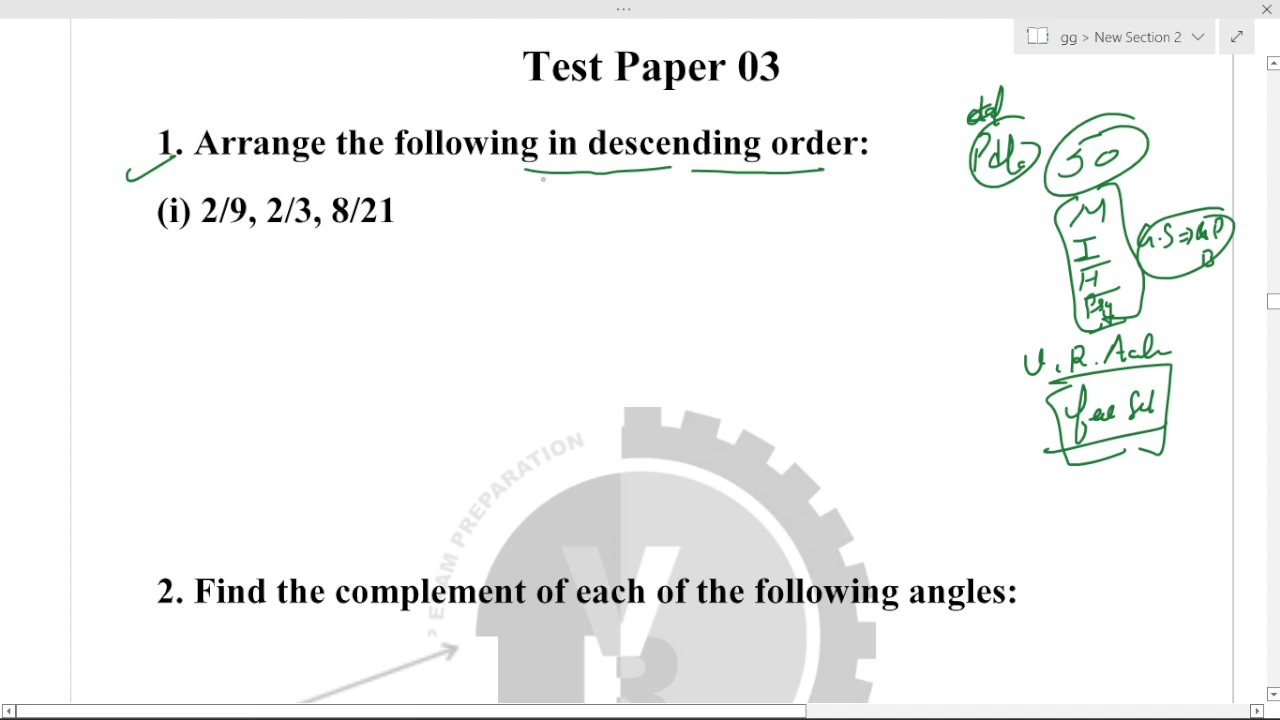 gg > New Section 2
Test Paper 03
1. Arrange the following in descending order:
(i) 2/9, 2/3, 8/21
50
M
I
H
G.S
EXAM PREPARATION
V
R
2. Find the complement of each of the following angles: